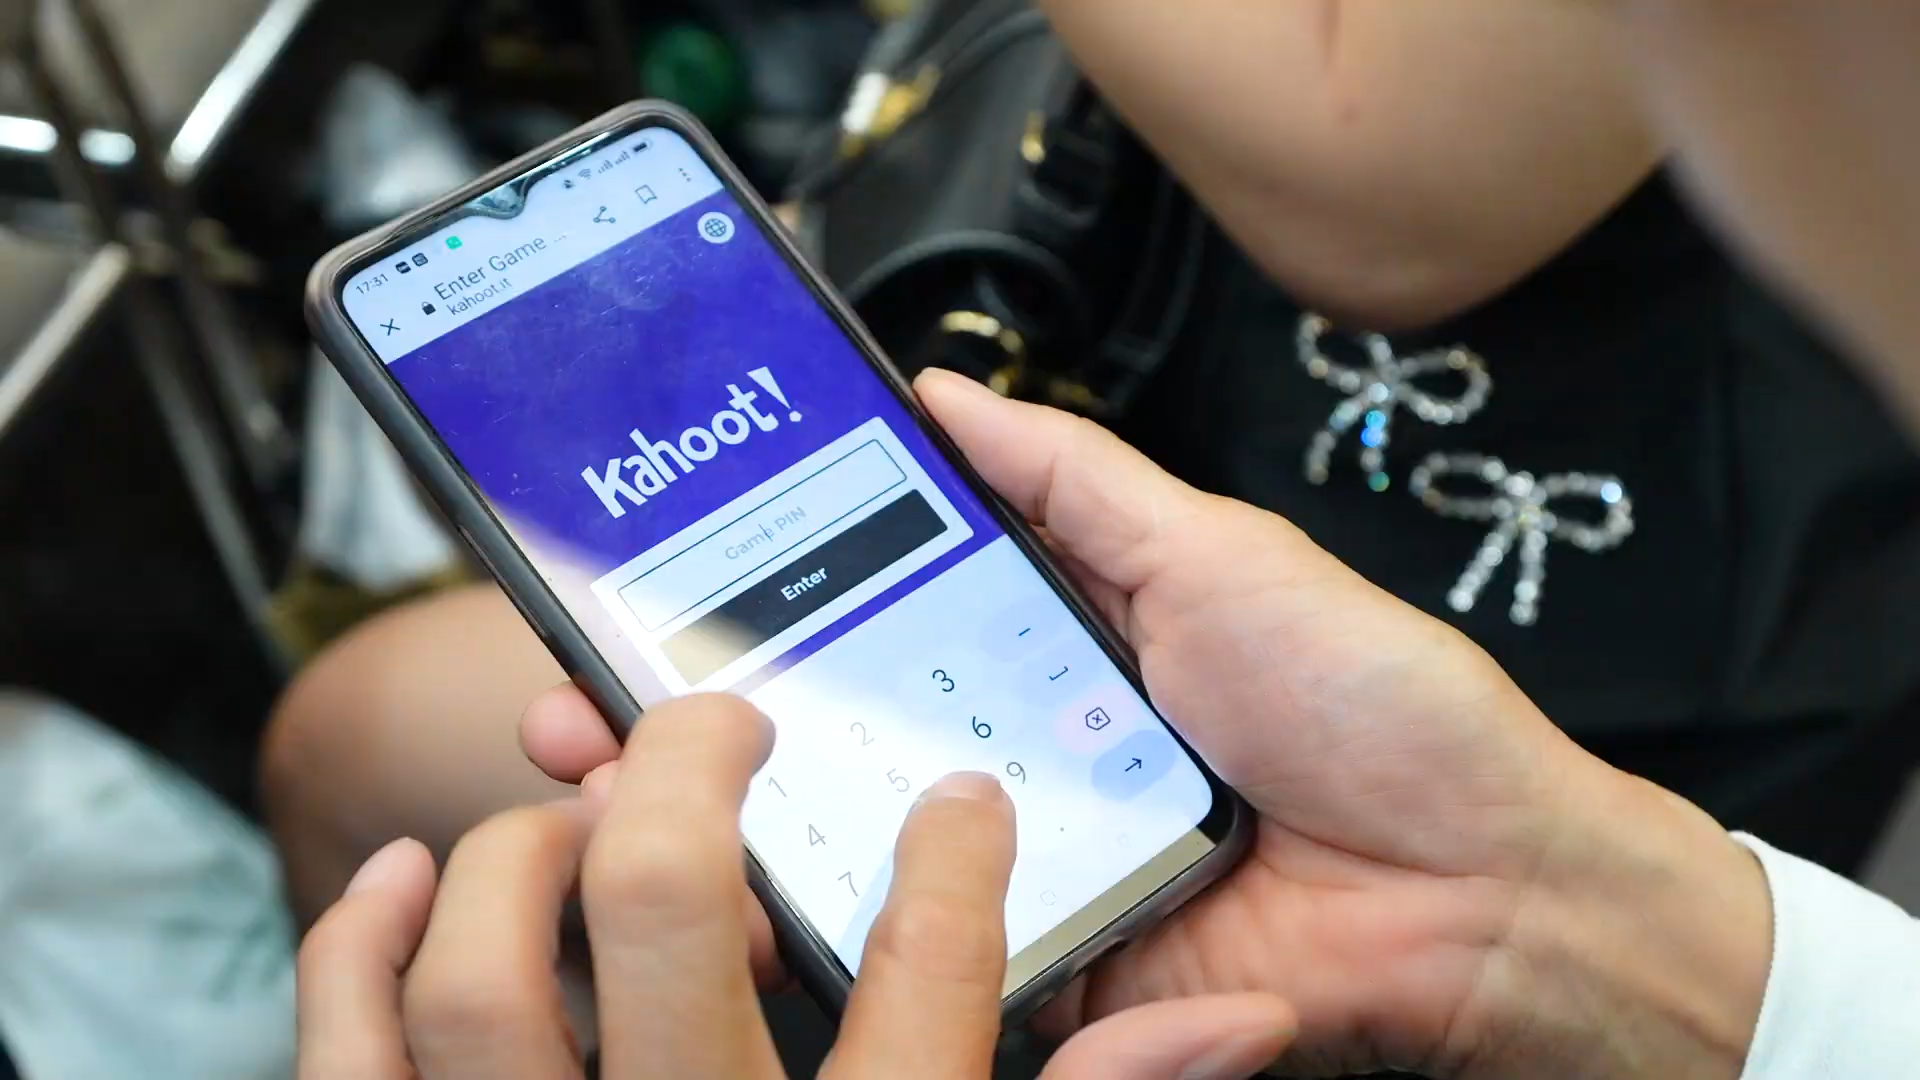 17:31
Enter Game ...
kahoot.it
Kahoot!
Game PIN
Enter
1 2 3 -
4 5 6
7 9
.